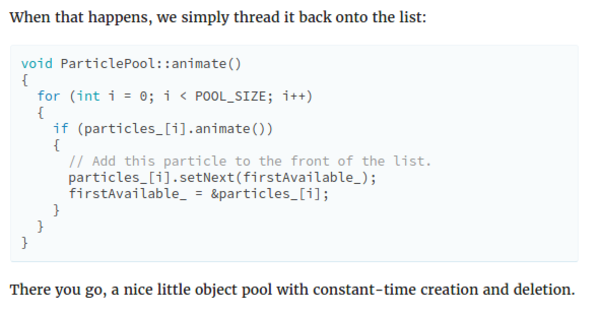 When that happens, we simply thread it back onto the list:
void ParticlePool::animate()
{
  for (int i = 0; i < POOL_SIZE; i++)
  {
    if (particles_[i].animate())
    {
      // Add this particle to the front of the list.
      particles_[i].setNext(firstAvailable_);
      firstAvailable_ = &particles_[i];
    }
  }
}
There you go, a nice little object pool with constant-time creation and deletion.